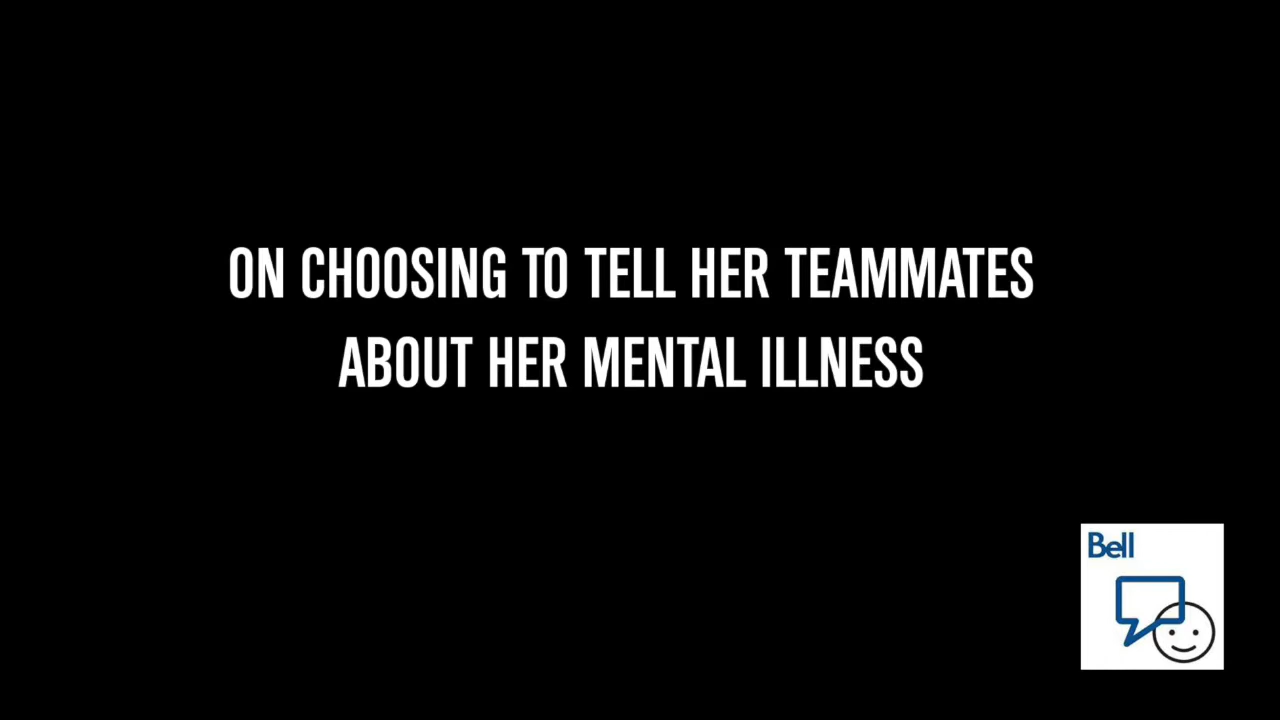 ON CHOOSING TO TELL HER TEAMMATES
ABOUT HER MENTAL ILLNESS
Bell